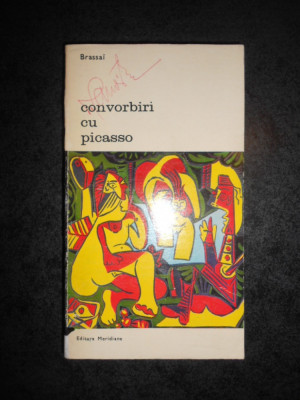 Brassaï
convorbiri
cu
picasso
Editura Meridiane